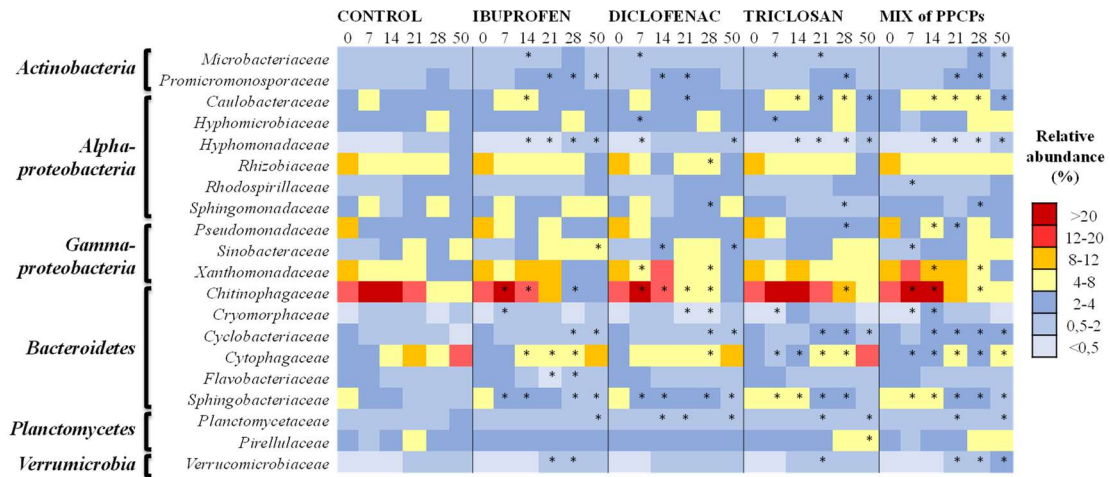 CONTROL IBUPROFEN DICLOFENAC TRICLOSAN MIX of PPCPs
0 7 14 21 28 50 0 7 14 21 28 50 0 7 14 21 28 50 0 7 14 21 28 50 0 7 14 21 28 50
Actinobacteria
Microbacteriaceae
Promicromonosporaceae
Alpha-
proteobacteria
Caulobacteraceae
Hyphomicrobiaceae
Hyphomonadaceae
Rhizobiaceae
Rhodospirillaceae
Sphingomonadaceae
Gamma-
proteobacteria
Pseudomonadaceae
Sinobacteraceae
Xanthomonadaceae
Bacteroidetes
Chitinophagaceae
Cryomorphaceae
Cyclobacteriaceae
Cytophagaceae
Flavobacteriaceae
Sphingobacteriaceae
Planctomycetes
Planctomycetaceae
Pirellulaceae
Verrumicrobia
Verrucomicrobiaceae
Relative
abundance
(%)
>20
12-20
8-12
4-8
2-4
0,5-2
<0,5